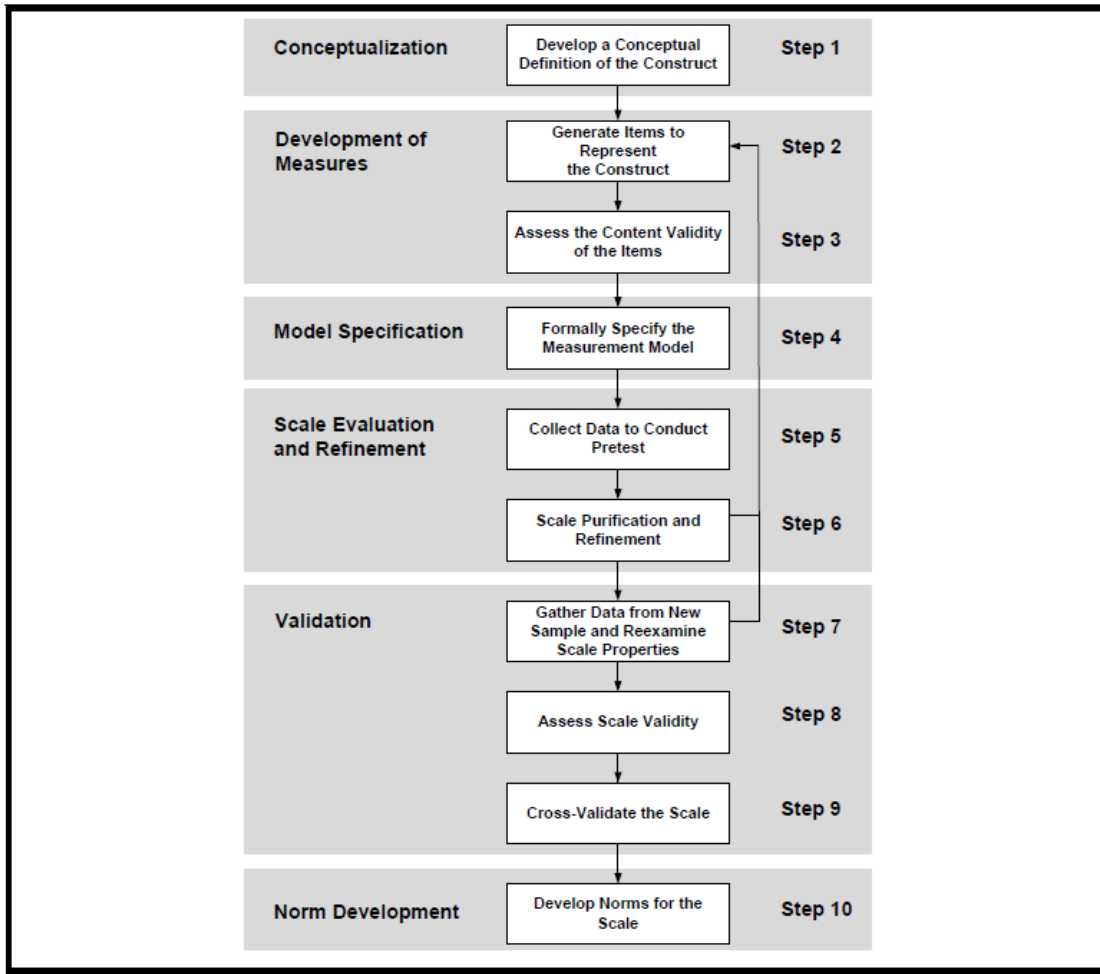 Conceptualization
Develop a Conceptual
Definition of the Construct
Step 1
Development of
Measures
Generate Items to
Represent
the Construct
Step 2
Assess the Content Validity
of the Items
Step 3
Model Specification
Formally Specify the
Measurement Model
Step 4
Scale Evaluation
and Refinement
Collect Data to Conduct
Pretest
Step 5
Scale Purification and
Refinement
Step 6
Validation
Gather Data from New
Sample and Reexamine
Scale Properties
Step 7
Assess Scale Validity
Step 8
Cross-Validate the Scale
Step 9
Norm Development
Develop Norms for the
Scale
Step 10